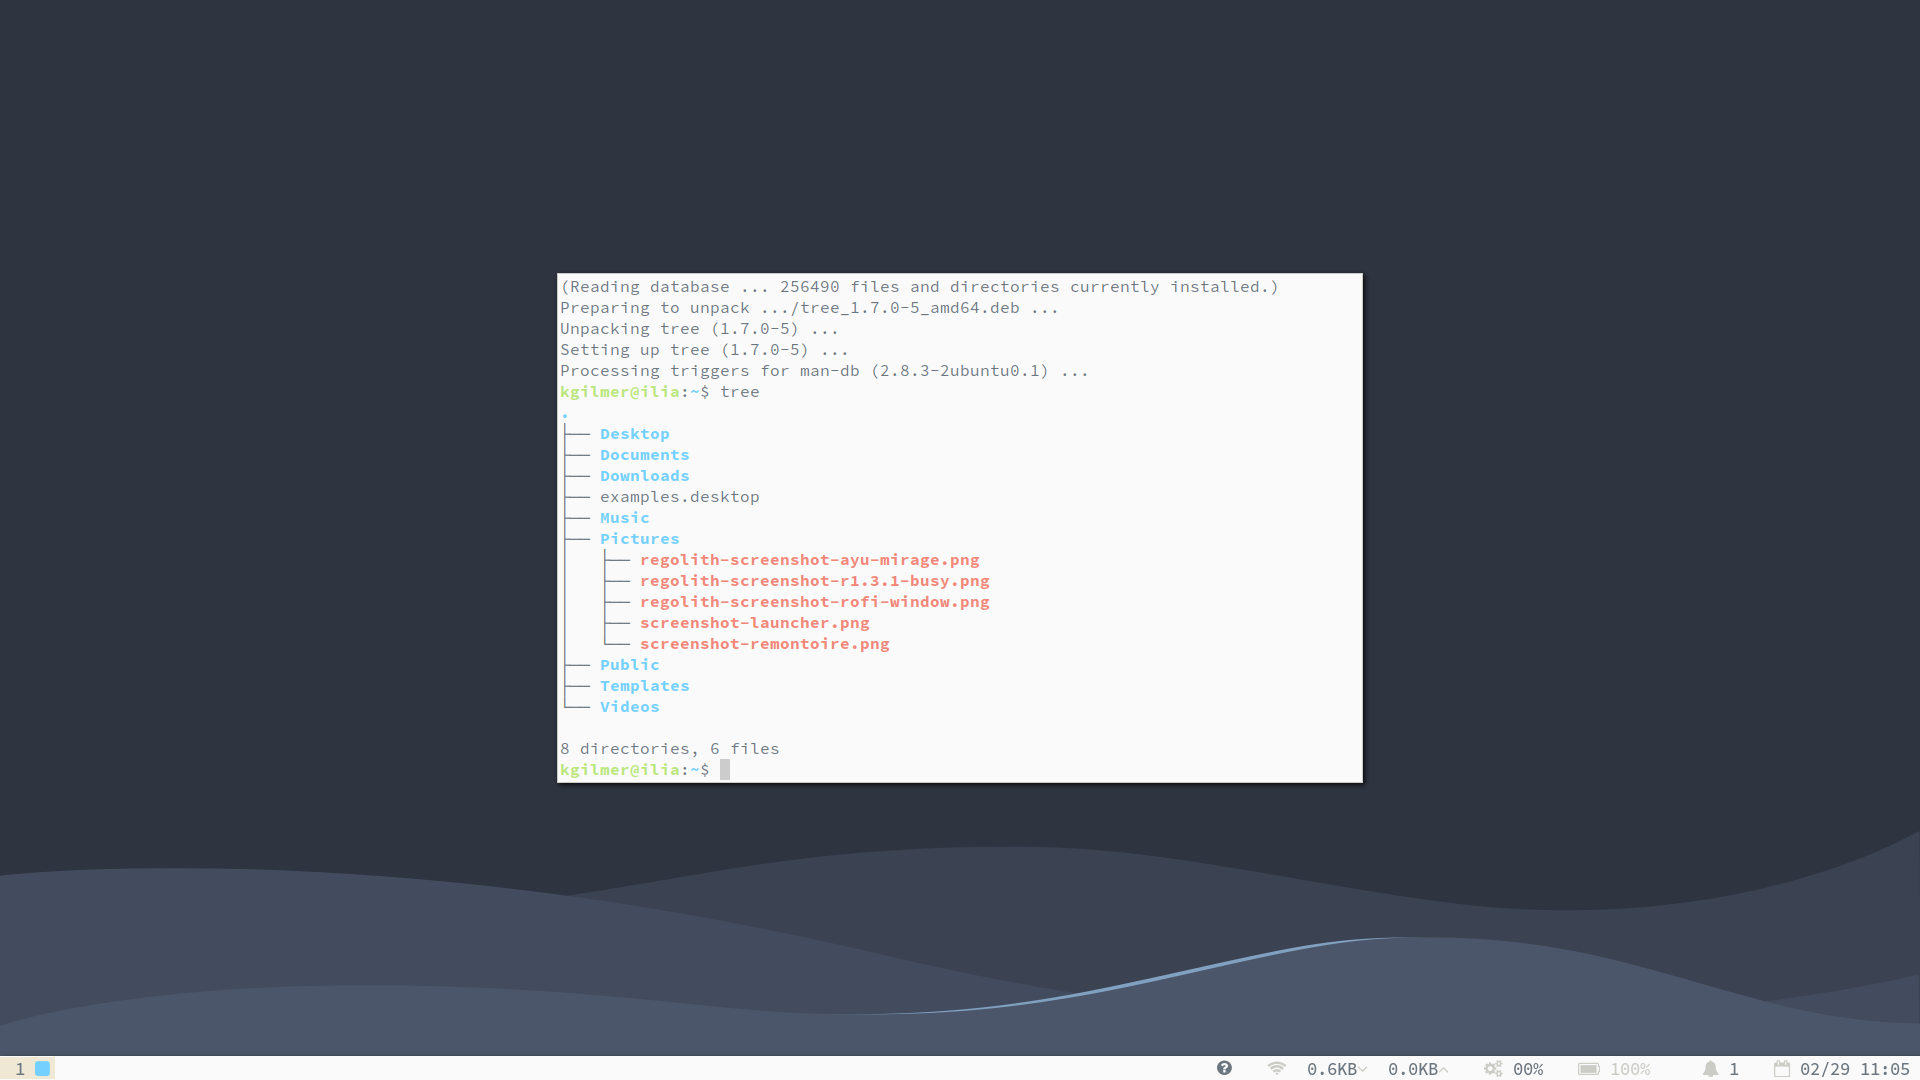 (Reading database ... 256490 files and directories currently installed.)
Preparing to unpack .../tree_1.7.0-5_amd64.deb ...
Unpacking tree (1.7.0-5) ...
Setting up tree (1.7.0-5) ...
Processing triggers for man-db (2.8.3-2ubuntu0.1) ...
kgilmer@ilia:~$ tree
.
├── Desktop
├── Documents
├── Downloads
├── examples.desktop
├── Music
├── Pictures
│   ├── regolith-screenshot-ayu-mirage.png
│   ├── regolith-screenshot-r1.3.1-busy.png
│   ├── regolith-screenshot-rofi-window.png
│   ├── screenshot-launcher.png
│   └── screenshot-remontoire.png
├── Public
├── Templates
└── Videos
8 directories, 6 files
kgilmer@ilia:~$
1 ? 0.6KB 0.0KB 00% 100% 1 02/29 11:05